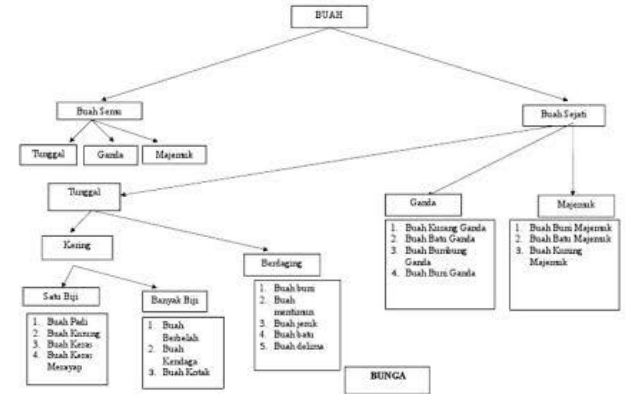 BUAH
Buah Semu
Buah Sejati
Tunggal
Ganda
Majemuk
Tunggal
Ganda
Majemuk
1. Buah Kurung Ganda
2. Buah Batu Ganda
3. Buah Bumbung
Ganda
4. Buah Buni Ganda
1. Buah Buni Majemuk
2. Buah Batu Majemuk
3. Buah Kurung
Majemuk
Kering
Berdaging
Satu Biji
Banyak Biji
1. Buah Padi
2. Buah Kurung
3. Buah Keras
4. Buah Keras
1. Buah
Berbelah
2. Buah
Kendaga
3. Buah Kotak
1. Buah buni
2. Buah
mentimun
3. Buah jeruk
4. Buah batu
5. Buah delima
BUNGA